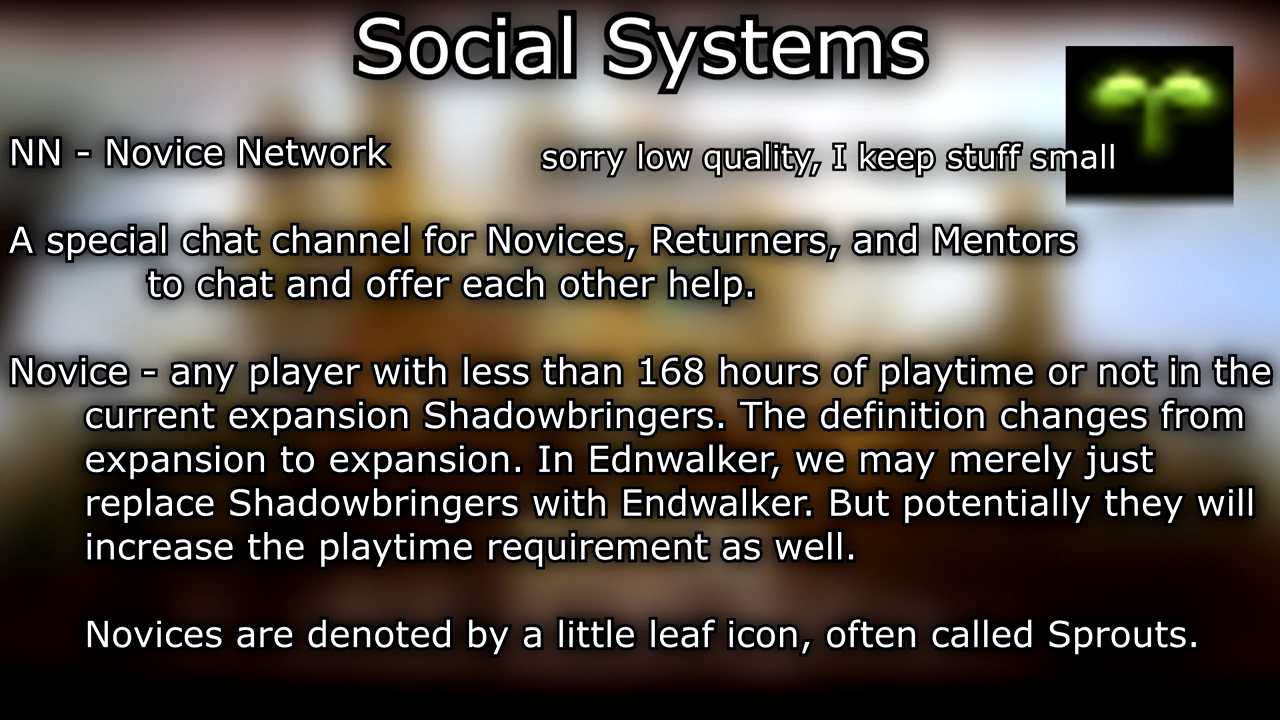 Social Systems
NN - Novice Network
sorry low quality, I keep stuff small
A special chat channel for Novices, Returners, and Mentors
to chat and offer each other help.
Novice - any player with less than 168 hours of playtime or not in the
current expansion Shadowbringers. The definition changes from
expansion to expansion. In Ednwalker, we may merely just
replace Shadowbringers with Endwalker. But potentially they will
increase the playtime requirement as well.
Novices are denoted by a little leaf icon, often called Sprouts.